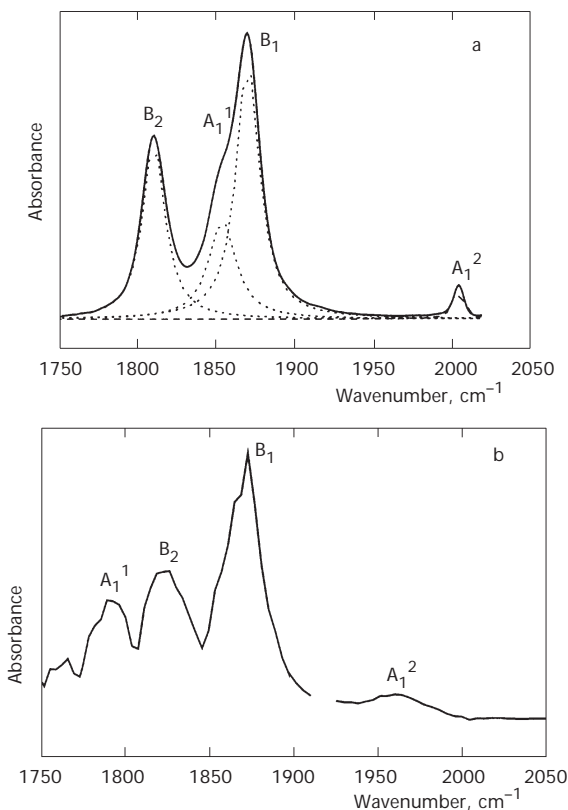 a
B₁
B₂
A₁¹
A₁²
Absorbance
1750 1800 1850 1900 1950 2000 2050
Wavenumber, cm⁻¹
b
B₁
B₂
A₁¹
A₁²
Absorbance
1750 1800 1850 1900 1950 2000 2050
Wavenumber, cm⁻¹